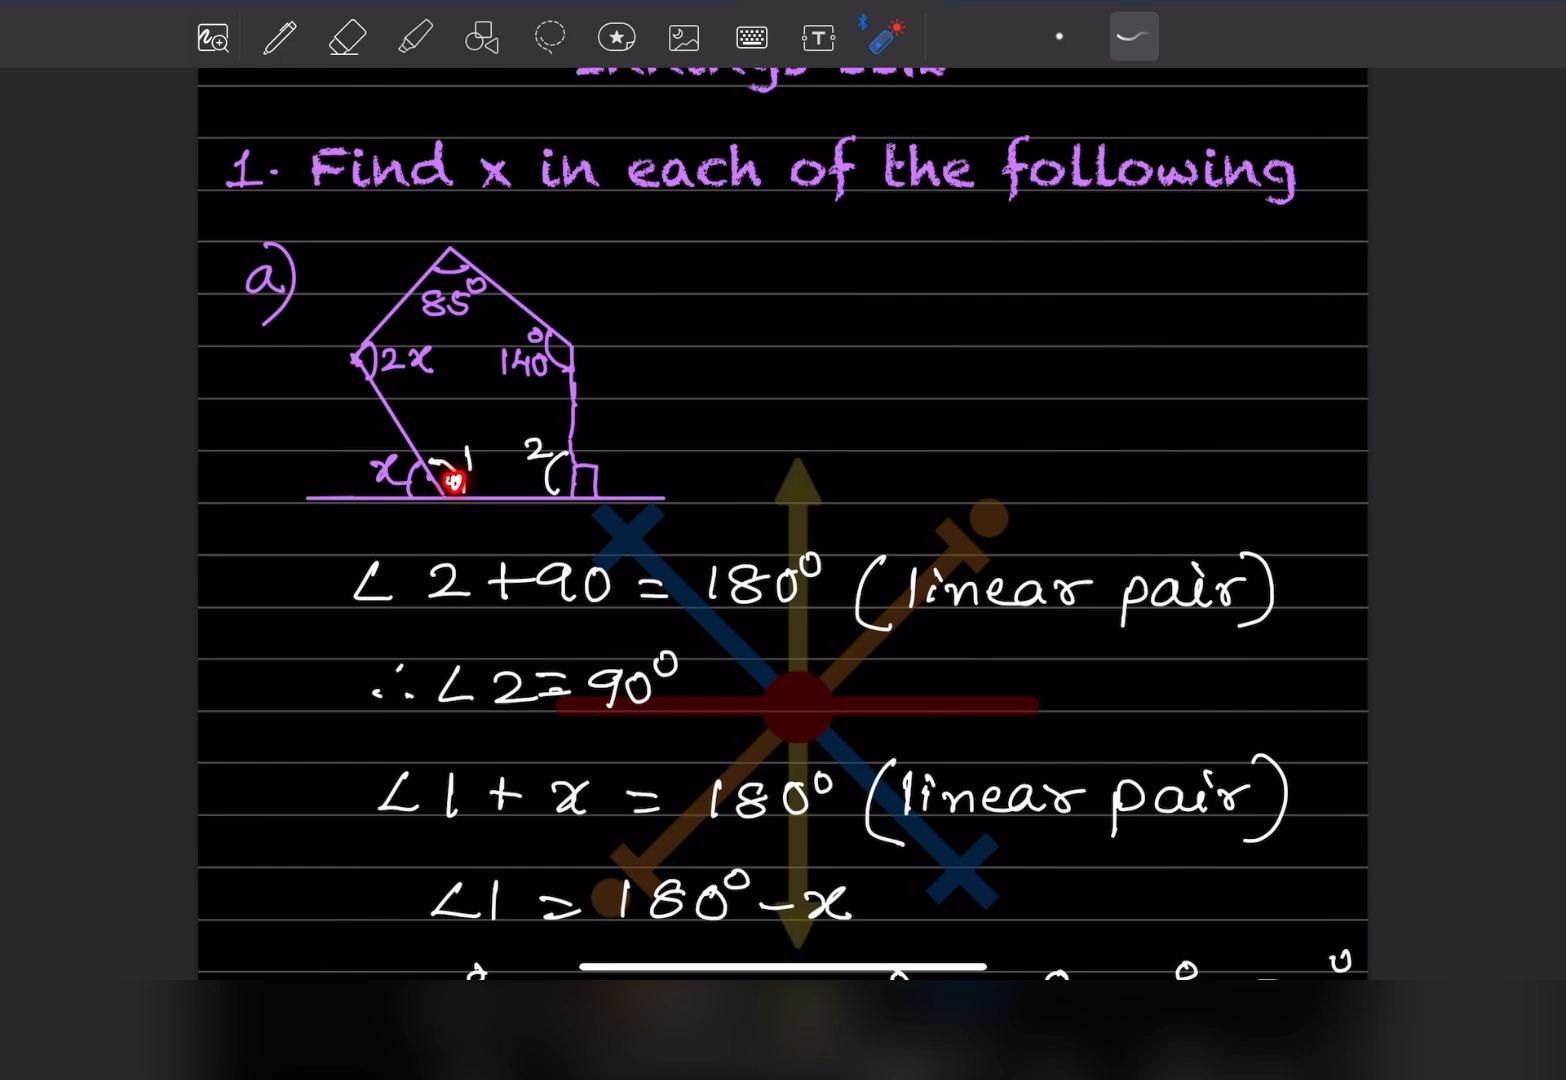 1. Find x in each of the following
a)
85°
2x
140°
x
1
2
∠2+90 = 180° (linear pair)
∴ ∠2 = 90°
∠1 + x = 180° (linear pair)
∠1 = 180° - x